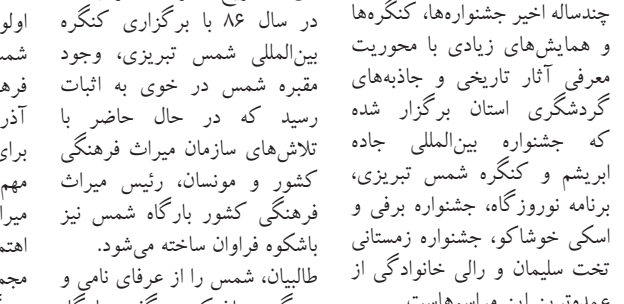 چندساله اخیر جشنواره‌ها، کنگره‌ها
و همایش‌های زیادی با محوریت
معرفی آثار تاریخی و جاذبه‌های
گردشگری استان برگزار شده
که جشنواره بین‌المللی جاده
ابریشم و کنگره شمس تبریزی،
برنامه نوروزگاه، جشنواره برفی و
اسکی خوشاکو، جشنواره زمستانی
تخت سلیمان و رالی خانوادگی از
عمده‌ترین این مراسم‌هاست
در سال ۸۶ با برگزاری کنگره
بین‌المللی شمس تبریزی، وجود
مقبره شمس در خوی به اثبات
رسید که در حال حاضر با
تلاش‌های سازمان میراث فرهنگی
کشور و مونسان، رئیس میراث
فرهنگی کشور بارگاه شمس نیز
باشکوه فراوان ساخته می‌شود.
طالبیان، شمس را از عرفای نامی و
اولو
شمس
فره
آذر
برای
مهم
میرا
اهتم
مجم